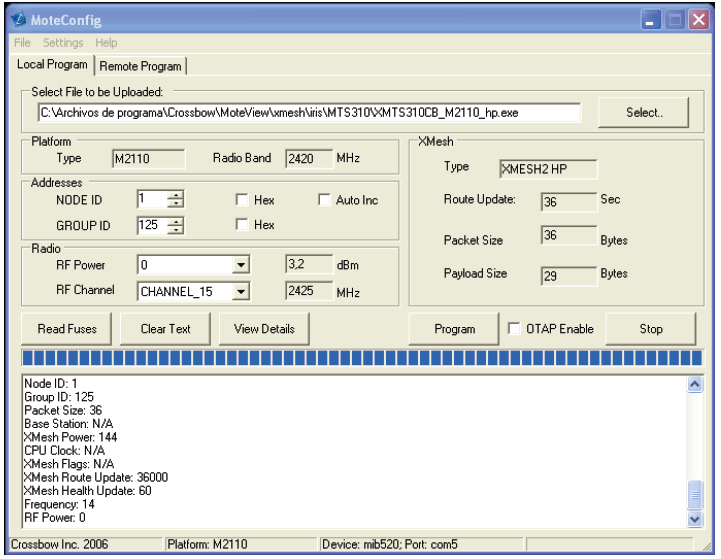 MoteConfig
File Settings Help
Local Program Remote Program
Select File to be Uploaded:
C:\Archivos de programa\Crossbow\MoteView\xmesh\iris\MTS310\XMTS310CB_M2110_hp.exe Select..
Platform XMesh
Type M2110 Radio Band 2420 MHz Type XMESH2 HP
Addresses
NODE ID 1 Hex Auto Inc Route Update: 36 Sec
GROUP ID 125 Hex Packet Size 36 Bytes
Radio
RF Power 0 3,2 dBm Payload Size 29 Bytes
RF Channel CHANNEL_15 2425 MHz
Read Fuses Clear Text View Details Program OTAP Enable Stop
Node ID: 1
Group ID: 125
Packet Size: 36
Base Station: N/A
XMesh Power: 144
CPU Clock: N/A
XMesh Flags: N/A
XMesh Route Update: 36000
XMesh Health Update: 60
Frequency: 14
RF Power: 0
Crossbow Inc. 2006 Platform: M2110 Device: mib520; Port: com5